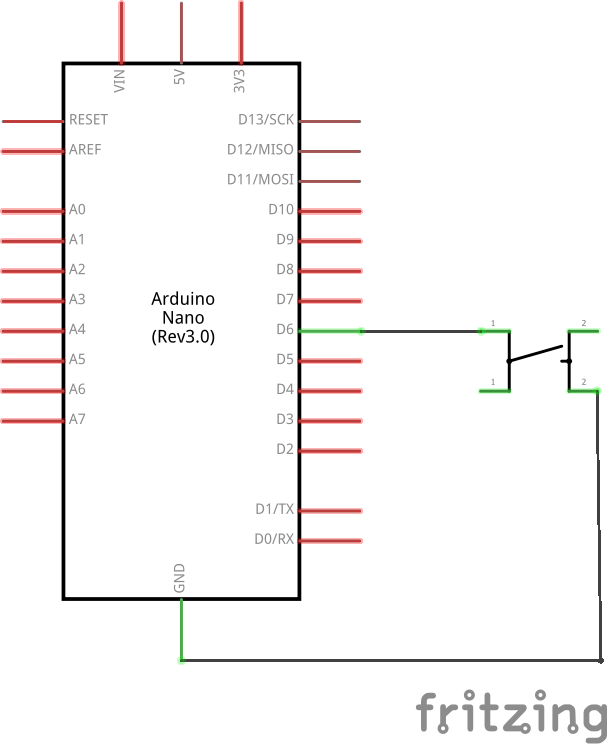 VIN
5V
3V3
RESET
D13/SCK
AREF
D12/MISO
D11/MOSI
A0
D10
A1
D9
A2
D8
A3
D7
Arduino
Nano
(Rev3.0)
A4
D6
1
2
A5
D5
A6
D4
1
2
A7
D3
D2
D1/TX
D0/RX
GND
fritzing